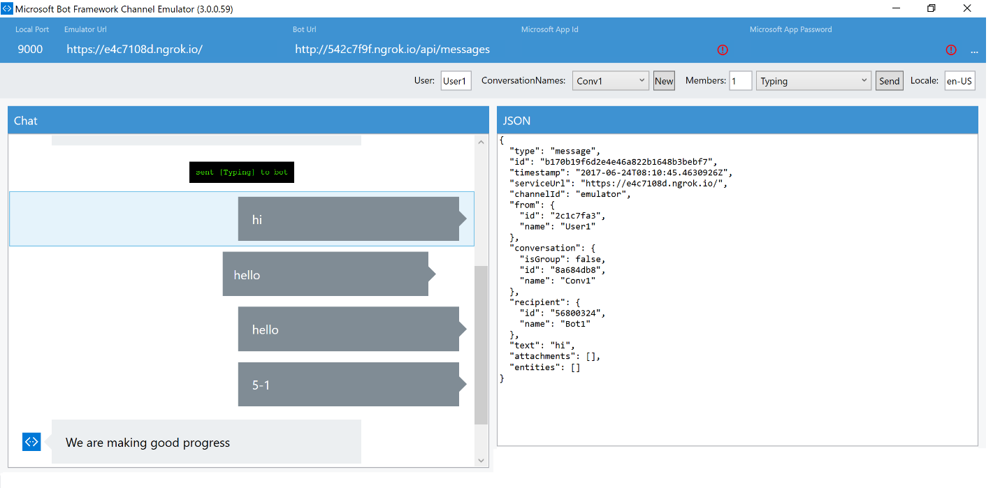 Microsoft Bot Framework Channel Emulator (3.0.0.59)
Local Port Emulator Url Bot Url Microsoft App Id Microsoft App Password
9000 https://e4c7108d.ngrok.io/ http://542c7f9f.ngrok.io/api/messages ...
User: User1 ConversationNames: Conv1 New Members: 1 Typing Send Locale: en-US
Chat
sent [Typing] to bot
hi
hello
hello
5-1
We are making good progress
JSON
{
"type": "message",
"id": "b170b19f6d2e4e46a822b1648b3bebf7",
"timestamp": "2017-06-24T08:10:45.4630926Z",
"serviceUrl": "https://e4c7108d.ngrok.io/",
"channelId": "emulator",
"from": {
"id": "2c1c7fa3",
"name": "User1"
},
"conversation": {
"isGroup": false,
"id": "8a684db8",
"name": "Conv1"
},
"recipient": {
"id": "56800324",
"name": "Bot1"
},
"text": "hi",
"attachments": [],
"entities": []
}